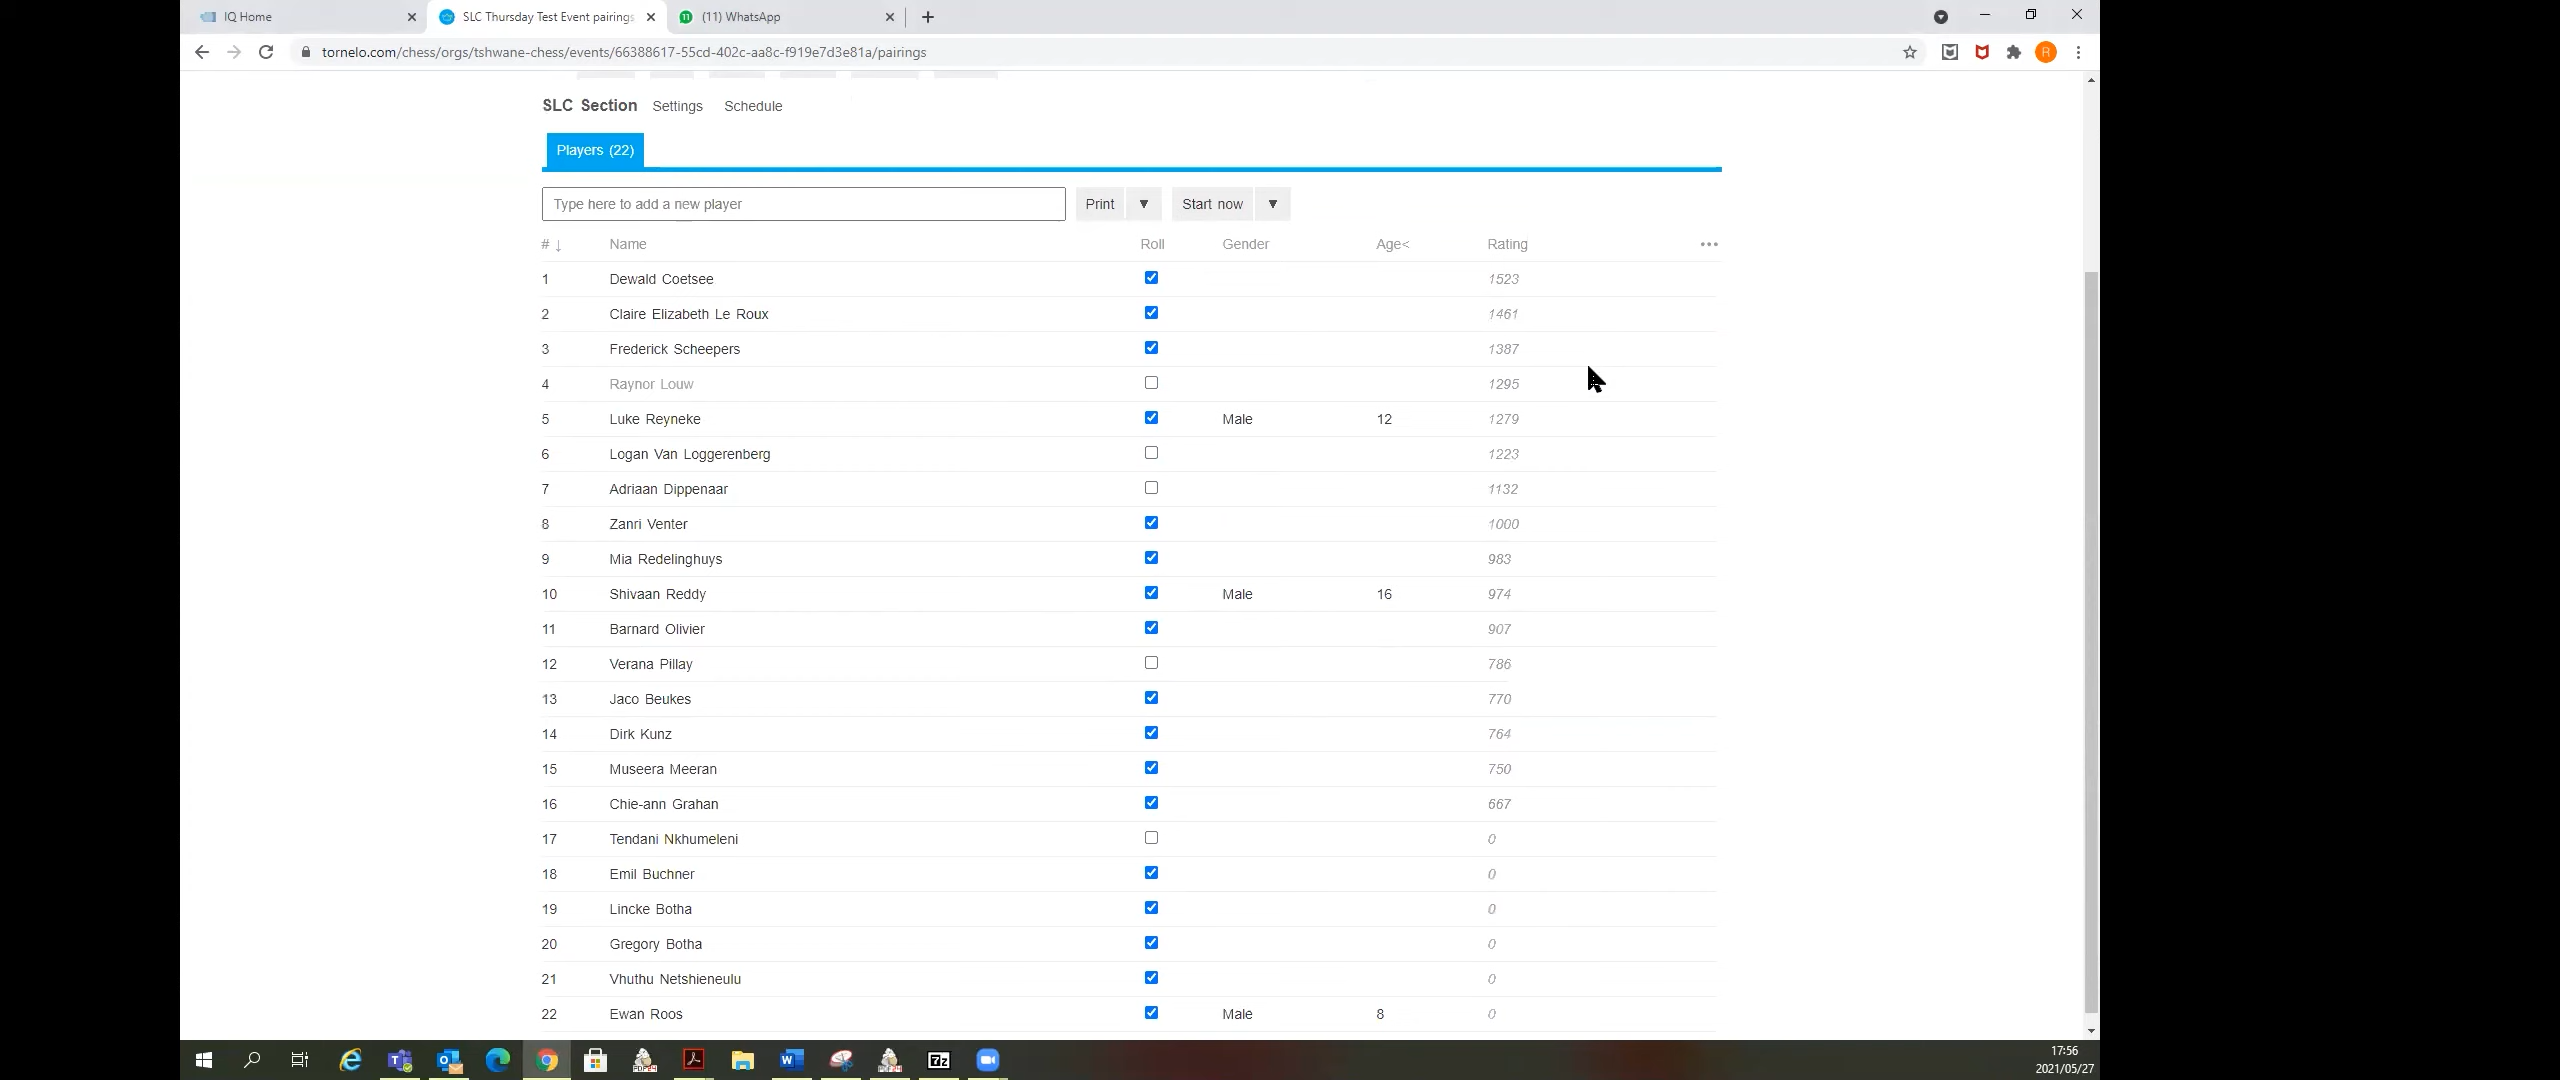 IQ Home
SLC Thursday Test Event pairings
(11) WhatsApp
tornelo.com/chess/orgs/tshwane-chess/events/66388617-55cd-402c-aa8c-f919e7d3e81a/pairings
R
SLC Section Settings Schedule
Players (22)
Type here to add a new player Print Start now
# ↓ Name Roll Gender Age< Rating
1 Dewald Coetsee 1523
2 Claire Elizabeth Le Roux 1461
3 Frederick Scheepers 1387
4 Raynor Louw 1295
5 Luke Reyneke Male 12 1279
6 Logan Van Loggerenberg 1223
7 Adriaan Dippenaar 1132
8 Zanri Venter 1000
9 Mia Redelinghuys 983
10 Shivaan Reddy Male 16 974
11 Barnard Olivier 907
12 Verana Pillay 786
13 Jaco Beukes 770
14 Dirk Kunz 764
15 Museera Meeran 750
16 Chie-ann Grahan 667
17 Tendani Nkhumeleni 0
18 Emil Buchner 0
19 Lincke Botha 0
20 Gregory Botha 0
21 Vhuthu Netshieneulu 0
22 Ewan Roos Male 8 0
17:56
2021/05/27